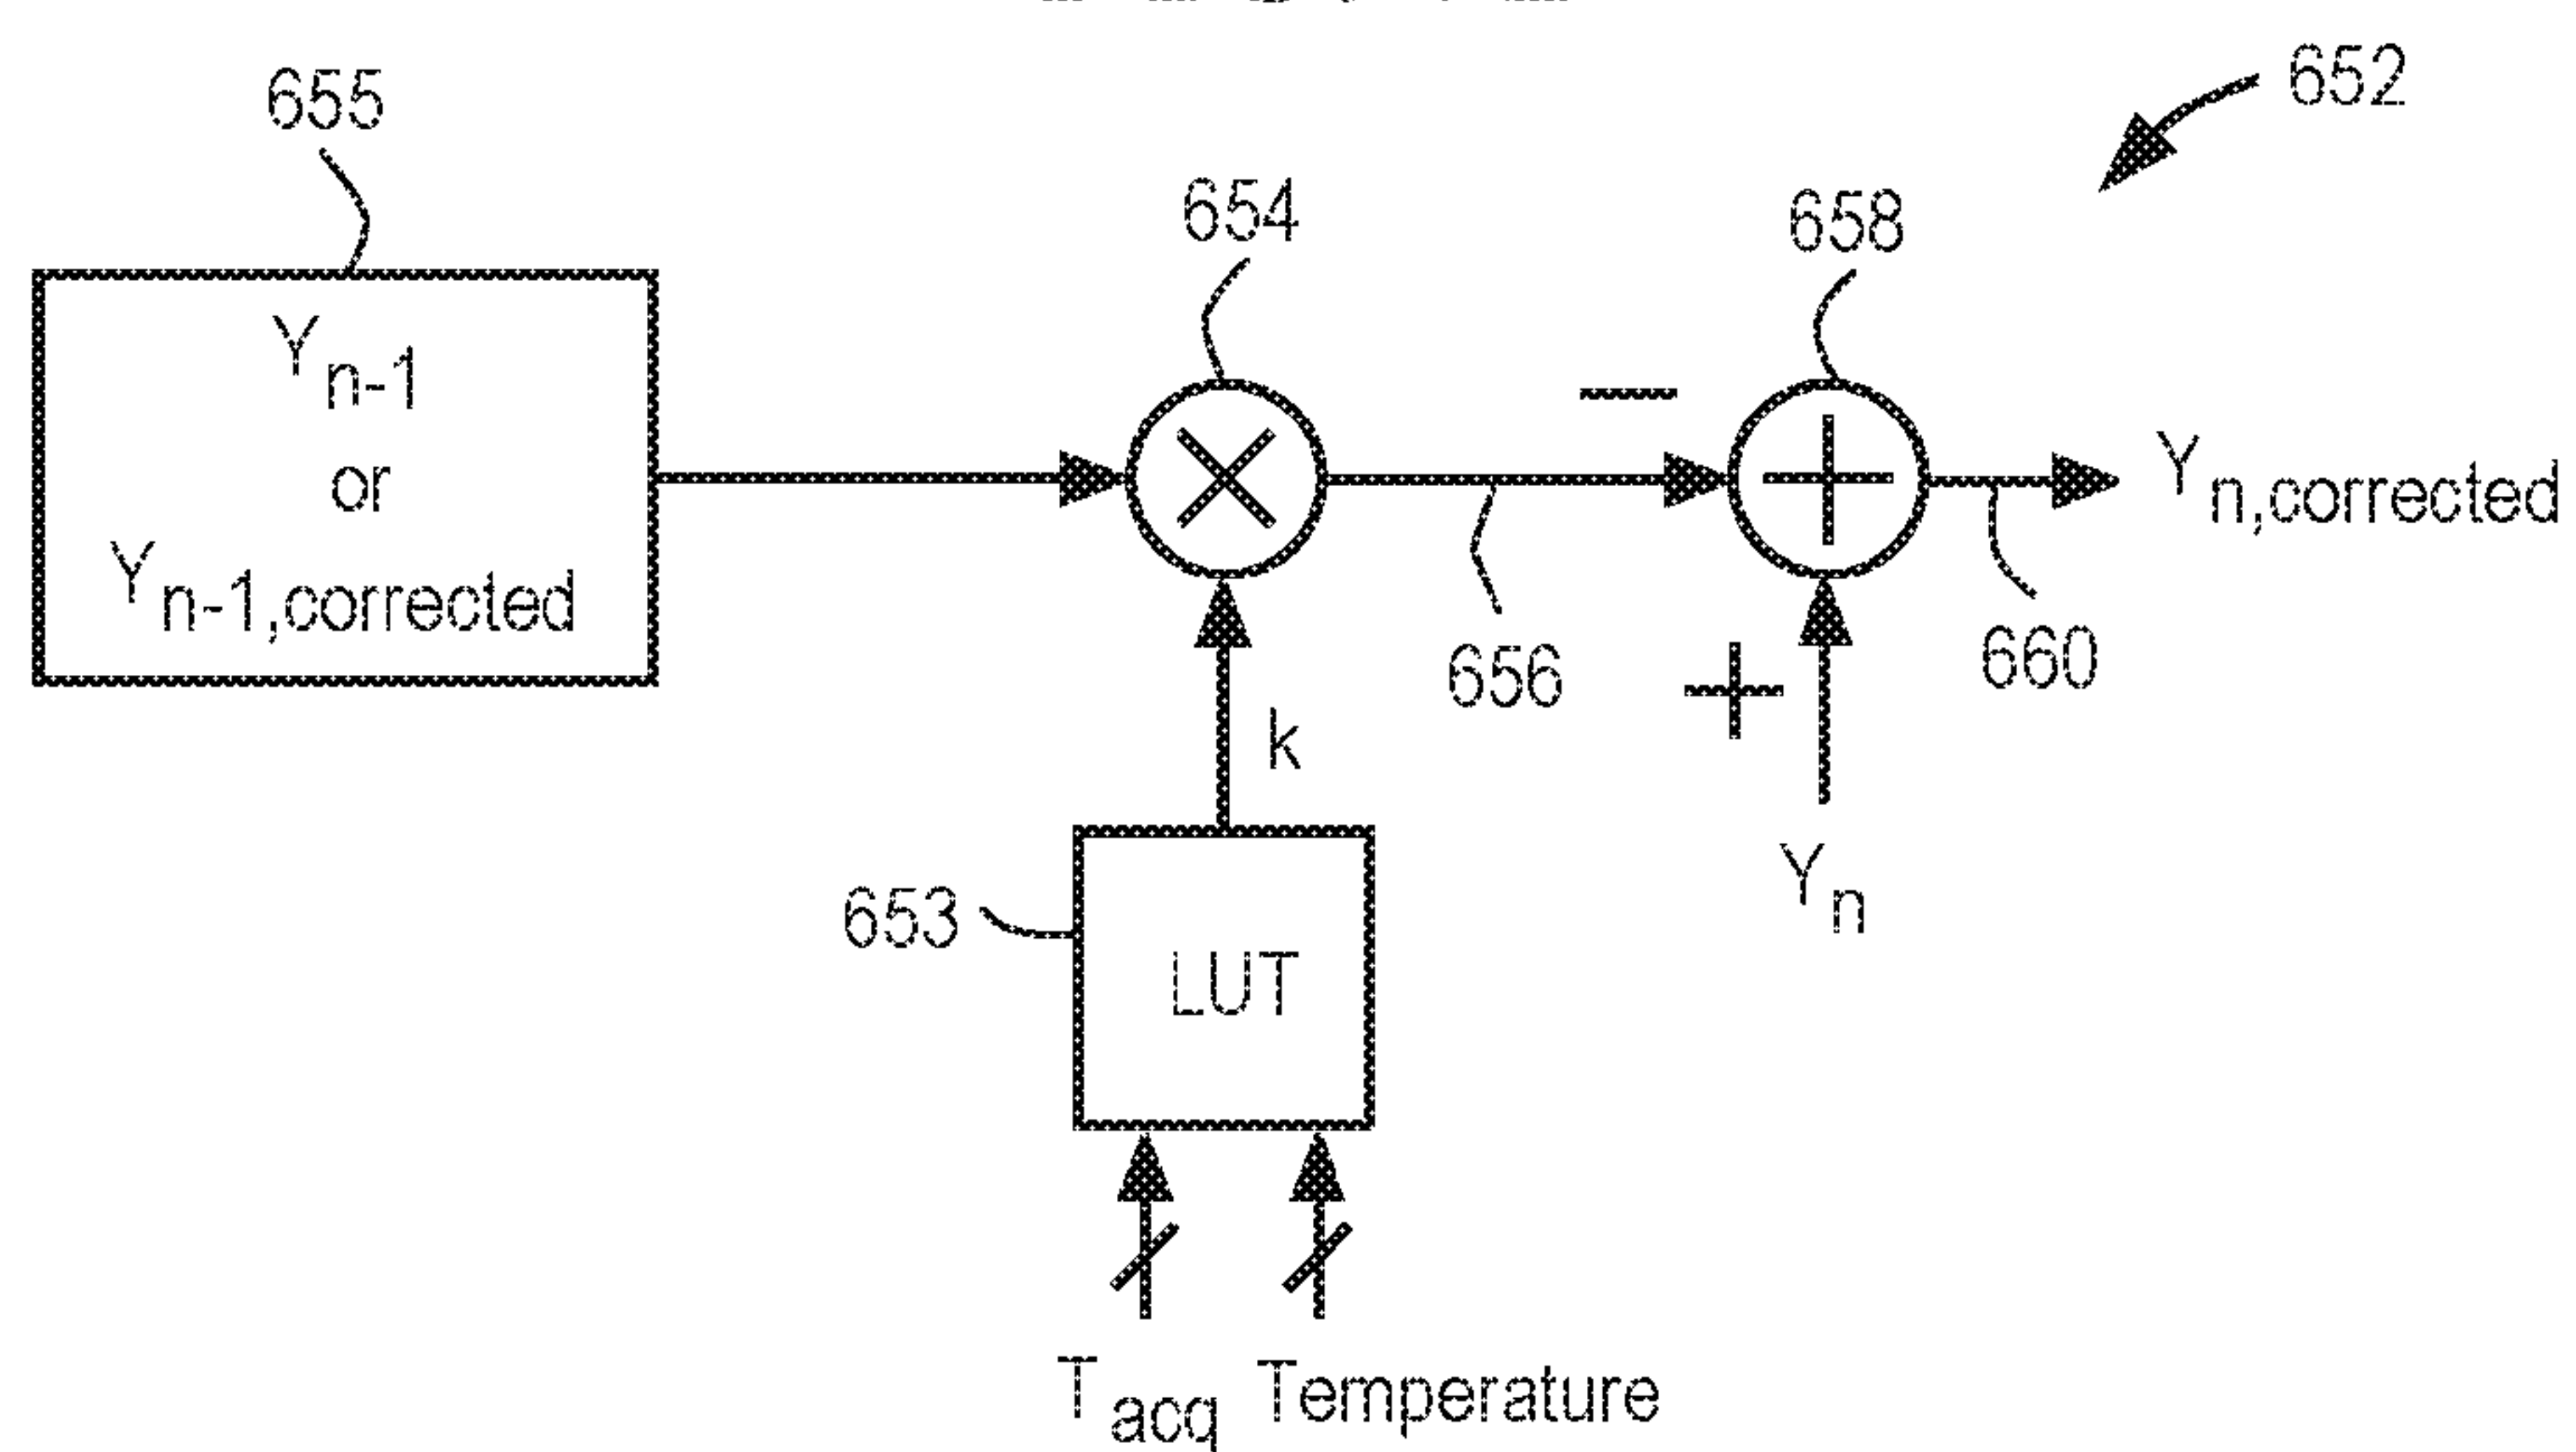 652
655
654
658
Y n-1
or
Y n-1,corrected
−
Y n,corrected
656
660
+
k
Y n
653
LUT
T acq Temperature